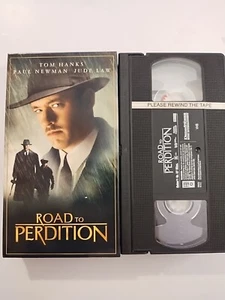 TOM HANKS
PAUL NEWMAN JUDE LAW
ROAD TO
PERDITION
PLEASE REWIND THE TAPE
ROAD TO
PERDITION